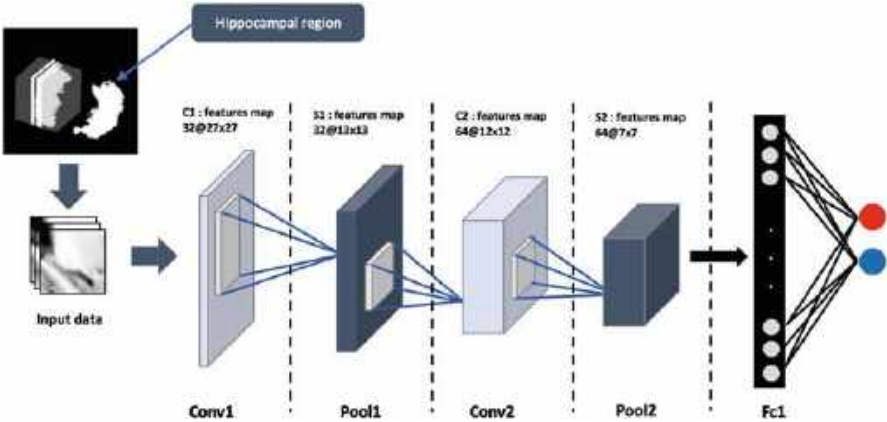 Hippocampal region
C1 : features map
32@27x27
S1 : features map
32@13x13
C2 : features map
64@12x12
S2 : features map
64@7x7
Input data
Conv1
Pool1
Conv2
Pool2
Fc1